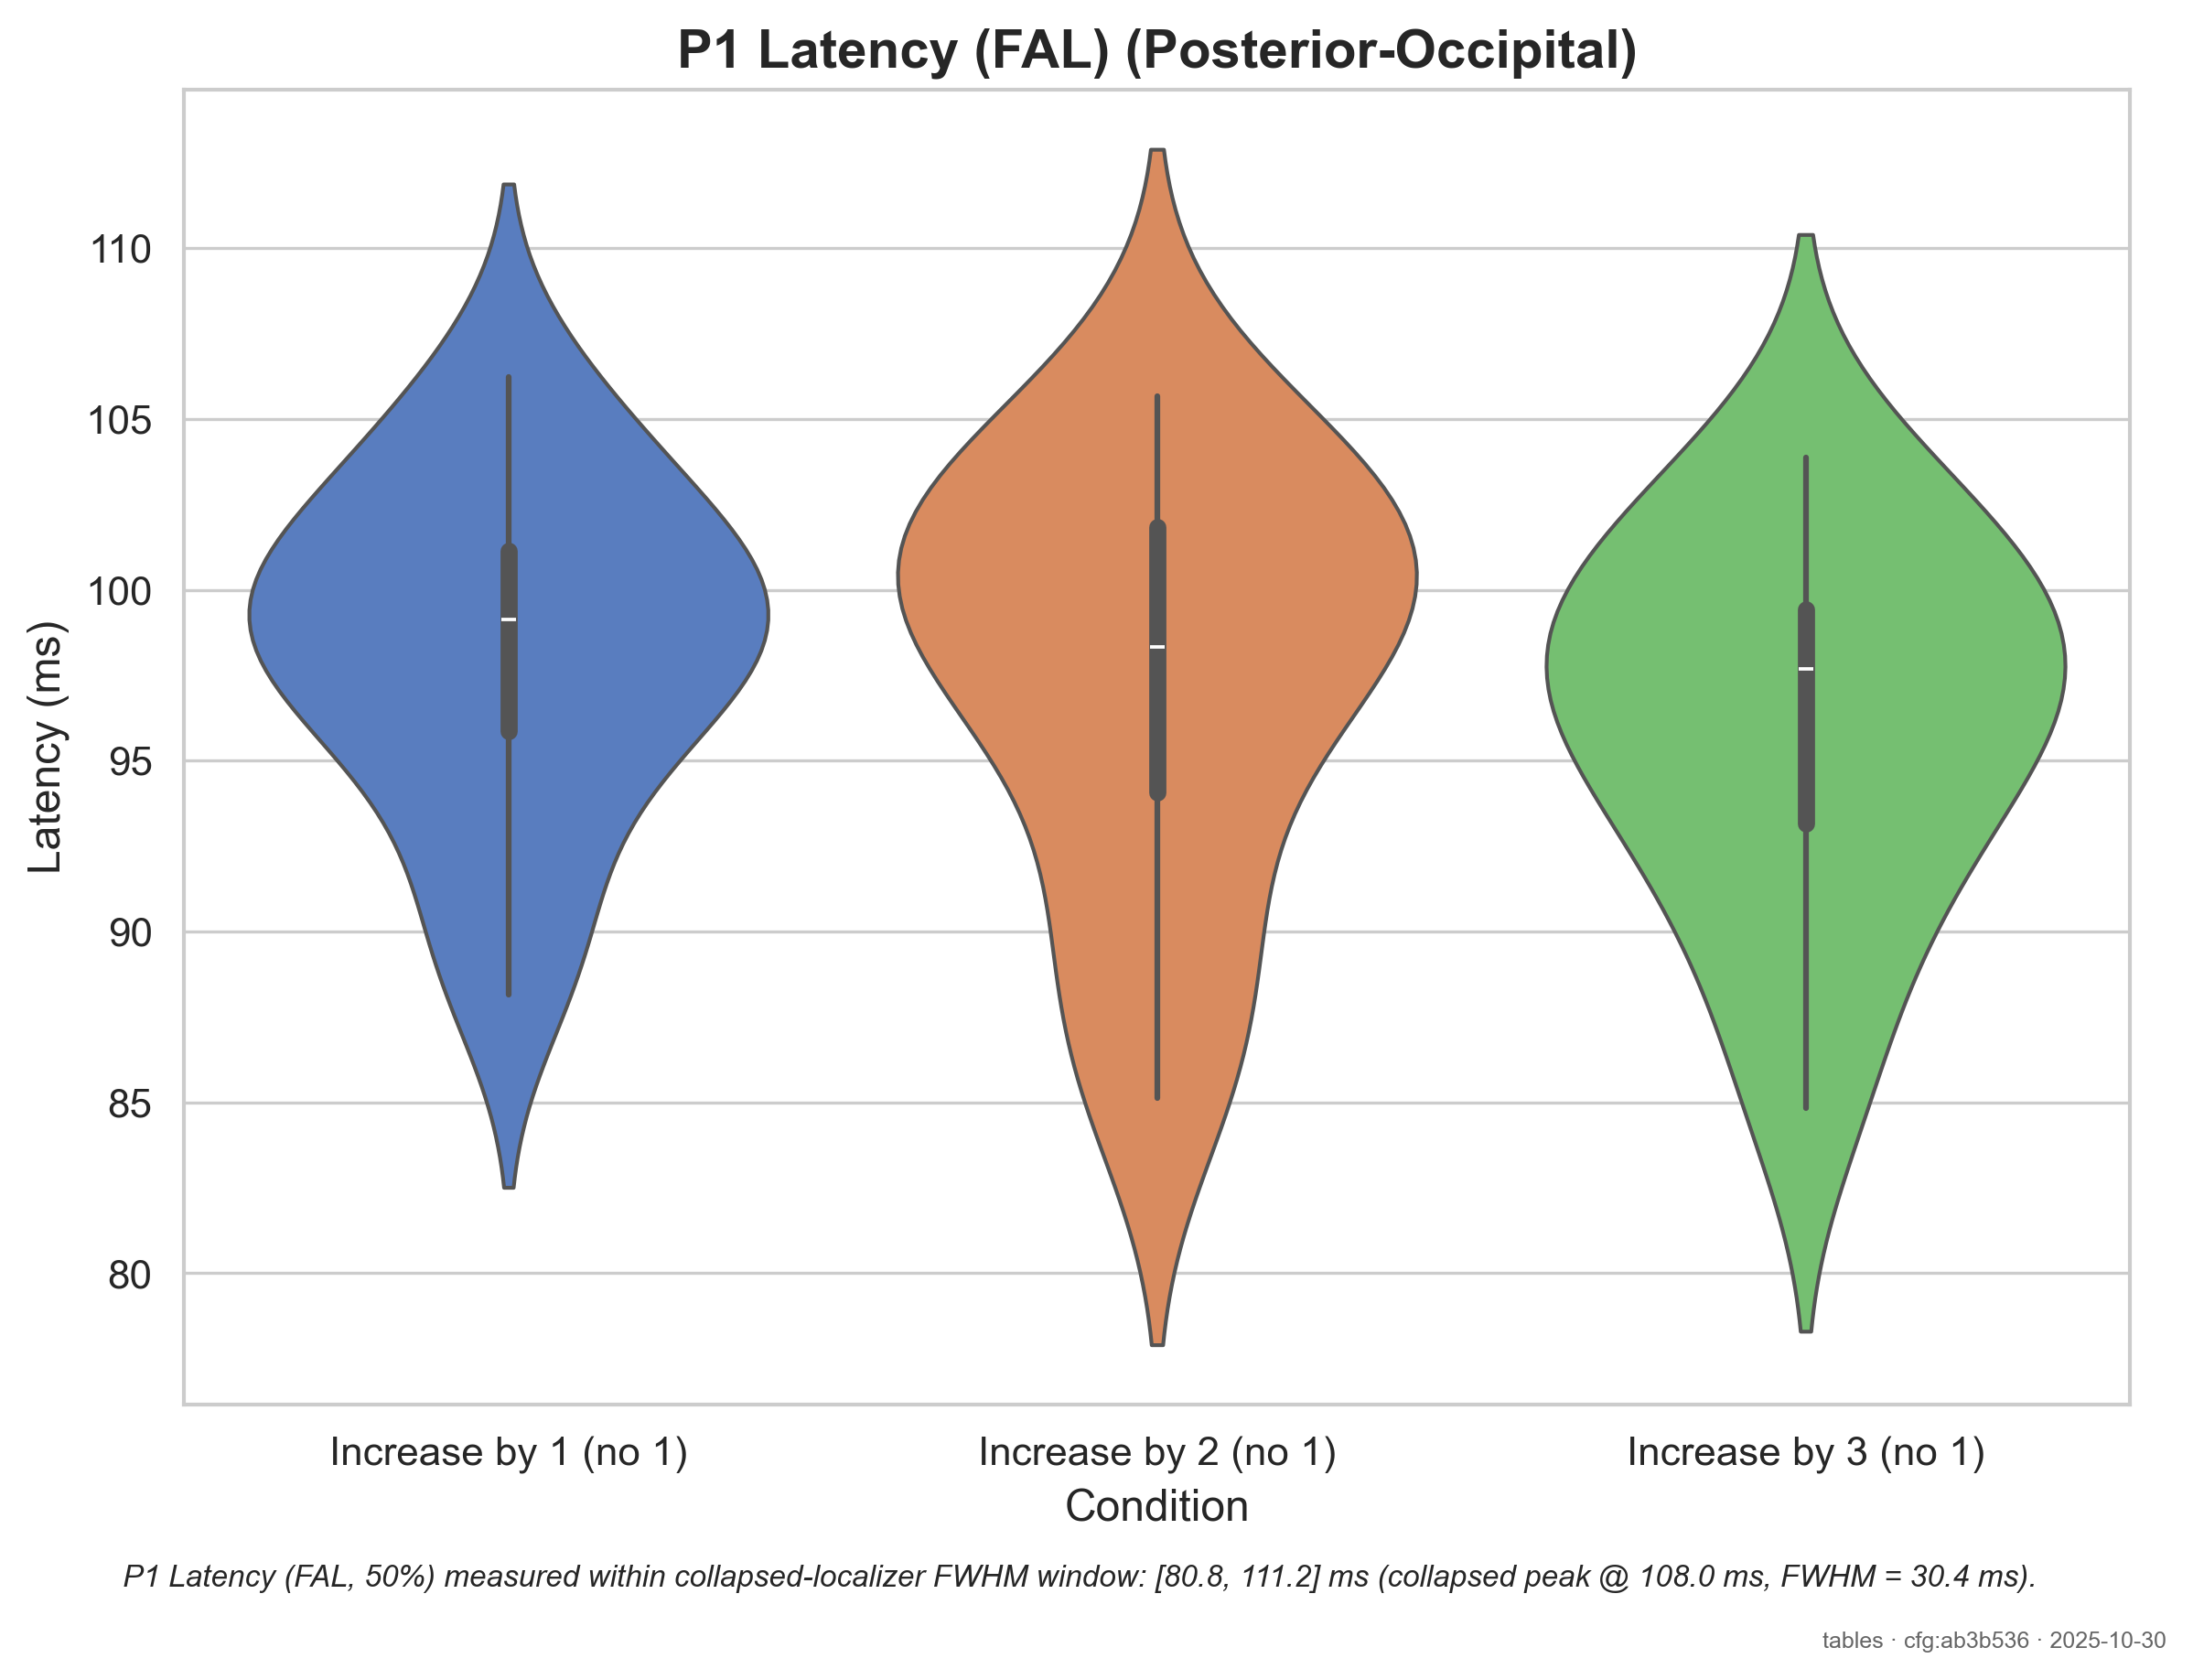 P1 Latency (FAL) (Posterior-Occipital)
Latency (ms)
110
105
100
95
90
85
80
Increase by 1 (no 1)
Increase by 2 (no 1)
Increase by 3 (no 1)
Condition
P1 Latency (FAL, 50%) measured within collapsed-localizer FWHM window: [80.8, 111.2] ms (collapsed peak @ 108.0 ms, FWHM = 30.4 ms).
tables · cfg:ab3b536 · 2025-10-30